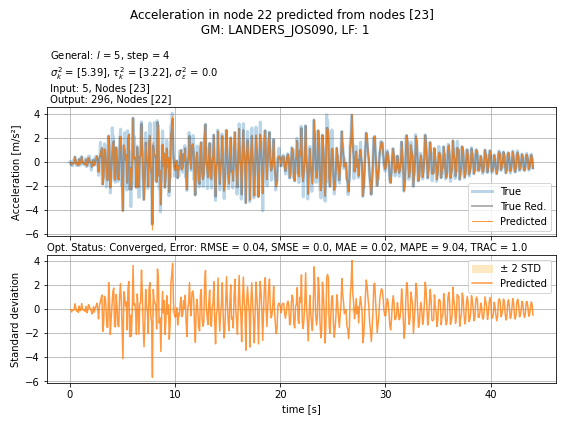 Acceleration in node 22 predicted from nodes [23]
GM: LANDERS_JOS090, LF: 1
General: l = 5, step = 4
σ²ₖ = [5.39], τ²ₖ = [3.22], σ²ε = 0.0
Input: 5, Nodes [23]
Output: 296, Nodes [22]
Acceleration [m/s²]
4
2
0
−2
−4
−6
True
True Red.
Predicted
Opt. Status: Converged, Error: RMSE = 0.04, SMSE = 0.0, MAE = 0.02, MAPE = 9.04, TRAC = 1.0
Standard deviation
4
2
0
−2
−4
−6
± 2 STD
Predicted
0 10 20 30 40
time [s]